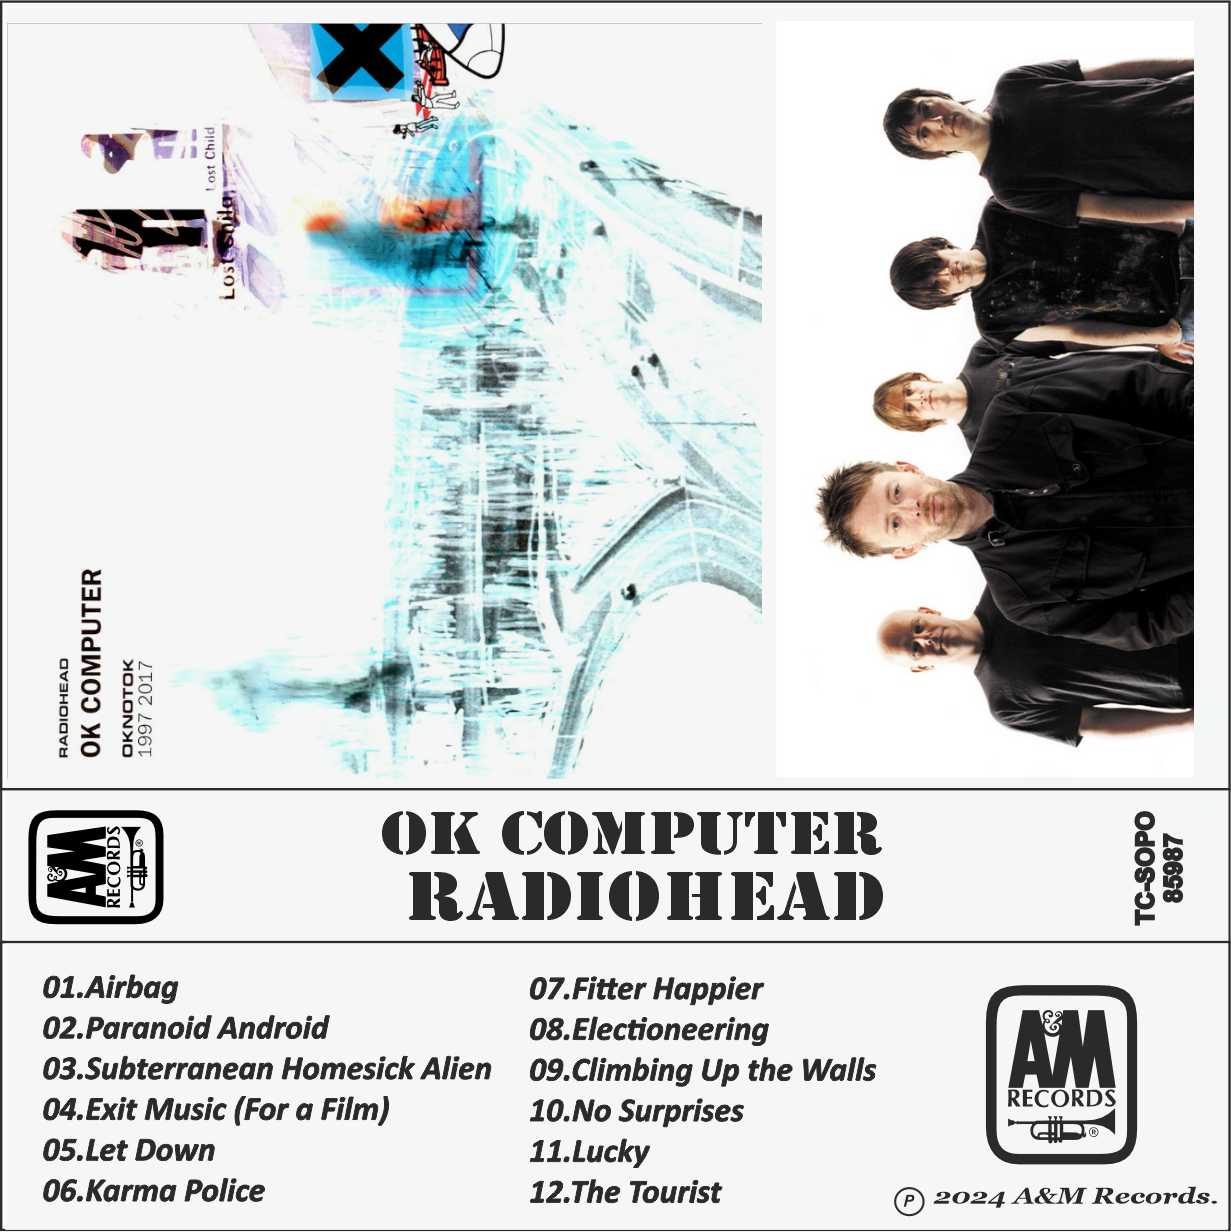 Lost Child
Lost Child
RADIOHEAD
OK COMPUTER
OKNOTOK
1997 2017
A&M
RECORDS
®
OK COMPUTER
RADIOHEAD
TC-SOPO
85987
01.Airbag
02.Paranoid Android
03.Subterranean Homesick Alien
04.Exit Music (For a Film)
05.Let Down
06.Karma Police
07.Fitter Happier
08.Electioneering
09.Climbing Up the Walls
10.No Surprises
11.Lucky
12.The Tourist
A&M
RECORDS
®
℗ 2024 A&M Records.